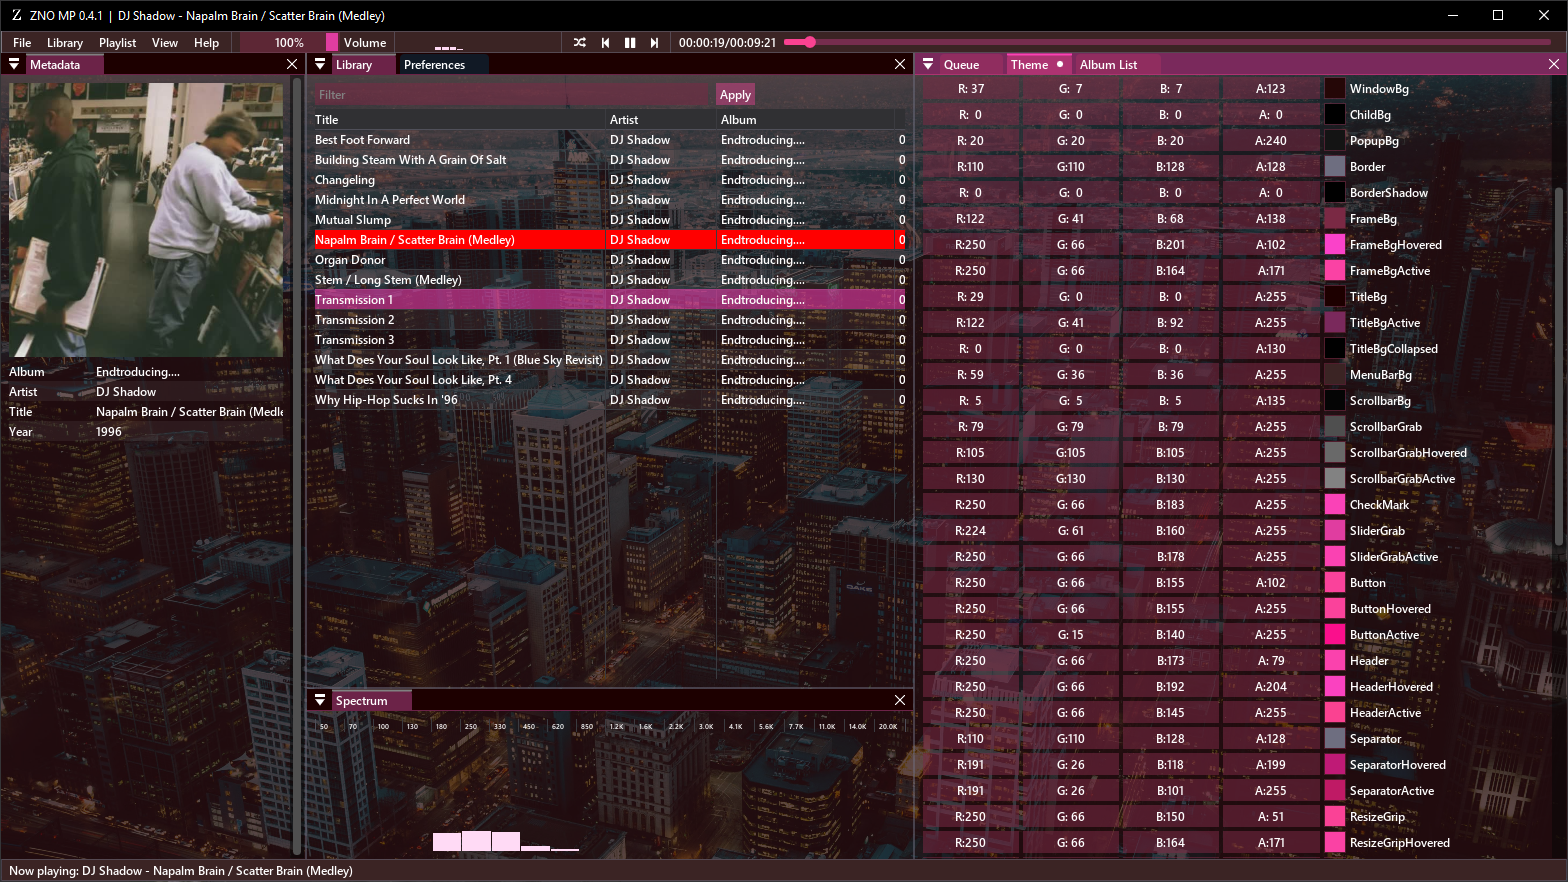 Z ZNO MP 0.4.1 | DJ Shadow - Napalm Brain / Scatter Brain (Medley)
File Library Playlist View Help 100% Volume 00:00:19/00:09:21
Metadata
Album Endtroducing....
Artist DJ Shadow
Title Napalm Brain / Scatter Brain (Medle
Year 1996
Library Preferences
Filter Apply
Title Artist Album
Best Foot Forward DJ Shadow Endtroducing.... 0
Building Steam With A Grain Of Salt DJ Shadow Endtroducing.... 0
Changeling DJ Shadow Endtroducing.... 0
Midnight In A Perfect World DJ Shadow Endtroducing.... 0
Mutual Slump DJ Shadow Endtroducing.... 0
Napalm Brain / Scatter Brain (Medley) DJ Shadow Endtroducing.... 0
Organ Donor DJ Shadow Endtroducing.... 0
Stem / Long Stem (Medley) DJ Shadow Endtroducing.... 0
Transmission 1 DJ Shadow Endtroducing.... 0
Transmission 2 DJ Shadow Endtroducing.... 0
Transmission 3 DJ Shadow Endtroducing.... 0
What Does Your Soul Look Like, Pt. 1 (Blue Sky Revisit) DJ Shadow Endtroducing.... 0
What Does Your Soul Look Like, Pt. 4 DJ Shadow Endtroducing.... 0
Why Hip-Hop Sucks In '96 DJ Shadow Endtroducing.... 0
Spectrum
50 70 100 130 180 250 330 450 620 850 1.2K 1.6K 2.2K 3.0K 4.1K 5.6K 7.7K 11.0K 14.0K 20.0K
Queue Theme Album List
R: 37 G: 7 B: 7 A:123 WindowBg
R: 0 G: 0 B: 0 A: 0 ChildBg
R: 20 G: 20 B: 20 A:240 PopupBg
R:110 G:110 B:128 A:128 Border
R: 0 G: 0 B: 0 A: 0 BorderShadow
R:122 G: 41 B: 68 A:138 FrameBg
R:250 G: 66 B:201 A:102 FrameBgHovered
R:250 G: 66 B:164 A:171 FrameBgActive
R: 29 G: 0 B: 0 A:255 TitleBg
R:122 G: 41 B: 92 A:255 TitleBgActive
R: 0 G: 0 B: 0 A:130 TitleBgCollapsed
R: 59 G: 36 B: 36 A:255 MenuBarBg
R: 5 G: 5 B: 5 A:135 ScrollbarBg
R: 79 G: 79 B: 79 A:255 ScrollbarGrab
R:105 G:105 B:105 A:255 ScrollbarGrabHovered
R:130 G:130 B:130 A:255 ScrollbarGrabActive
R:250 G: 66 B:183 A:255 CheckMark
R:224 G: 61 B:160 A:255 SliderGrab
R:250 G: 66 B:178 A:255 SliderGrabActive
R:250 G: 66 B:155 A:102 Button
R:250 G: 66 B:155 A:255 ButtonHovered
R:250 G: 15 B:140 A:255 ButtonActive
R:250 G: 66 B:173 A: 79 Header
R:250 G: 66 B:192 A:204 HeaderHovered
R:250 G: 66 B:145 A:255 HeaderActive
R:110 G:110 B:128 A:128 Separator
R:191 G: 26 B:118 A:199 SeparatorHovered
R:191 G: 26 B:101 A:255 SeparatorActive
R:250 G: 66 B:150 A: 51 ResizeGrip
R:250 G: 66 B:164 A:171 ResizeGripHovered
Now playing: DJ Shadow - Napalm Brain / Scatter Brain (Medley)